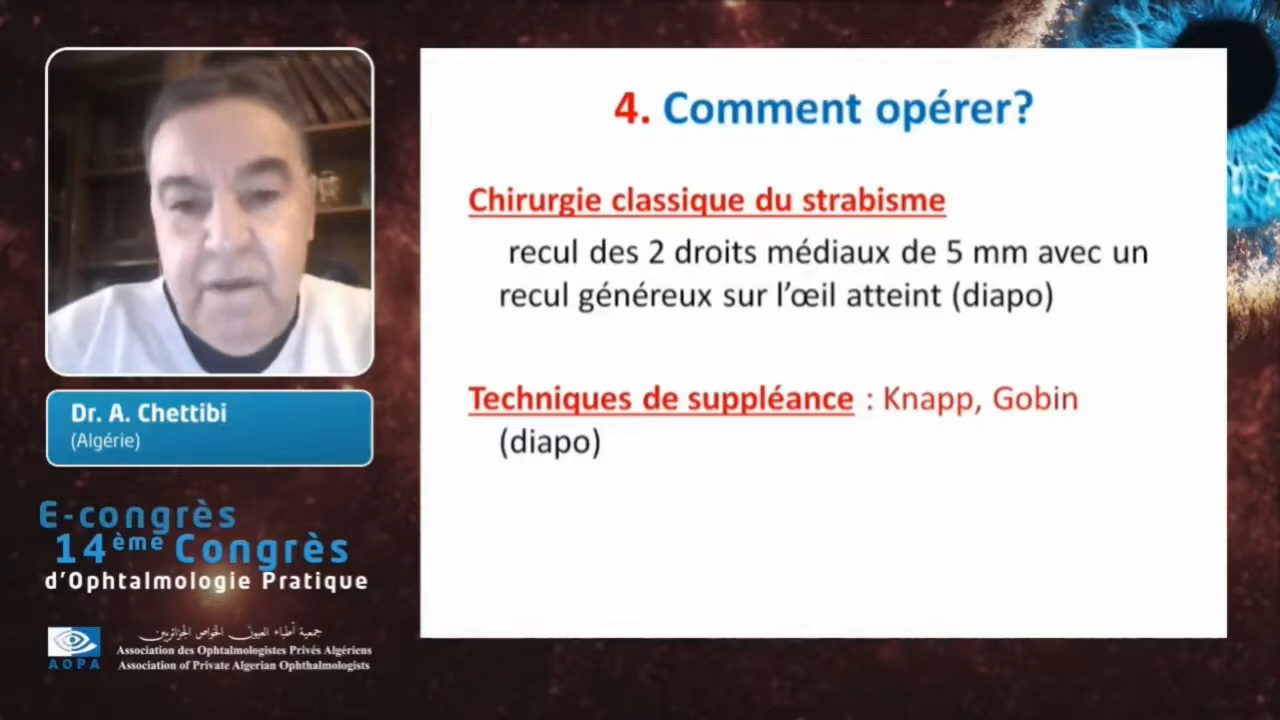 4. Comment opérer?
Chirurgie classique du strabisme
recul des 2 droits médiaux de 5 mm avec un
recul généreux sur l’œil atteint (diapo)
Techniques de suppléance : Knapp, Gobin
(diapo)
Dr. A. Chettibi
(Algérie)
E-congrès
14ème Congrès
d’Ophtalmologie Pratique
جمعية أطباء العيون الخواص الجزائريين
Association des Ophtalmologistes Privés Algériens
Association of Private Algerian Ophthalmologists
AOPA